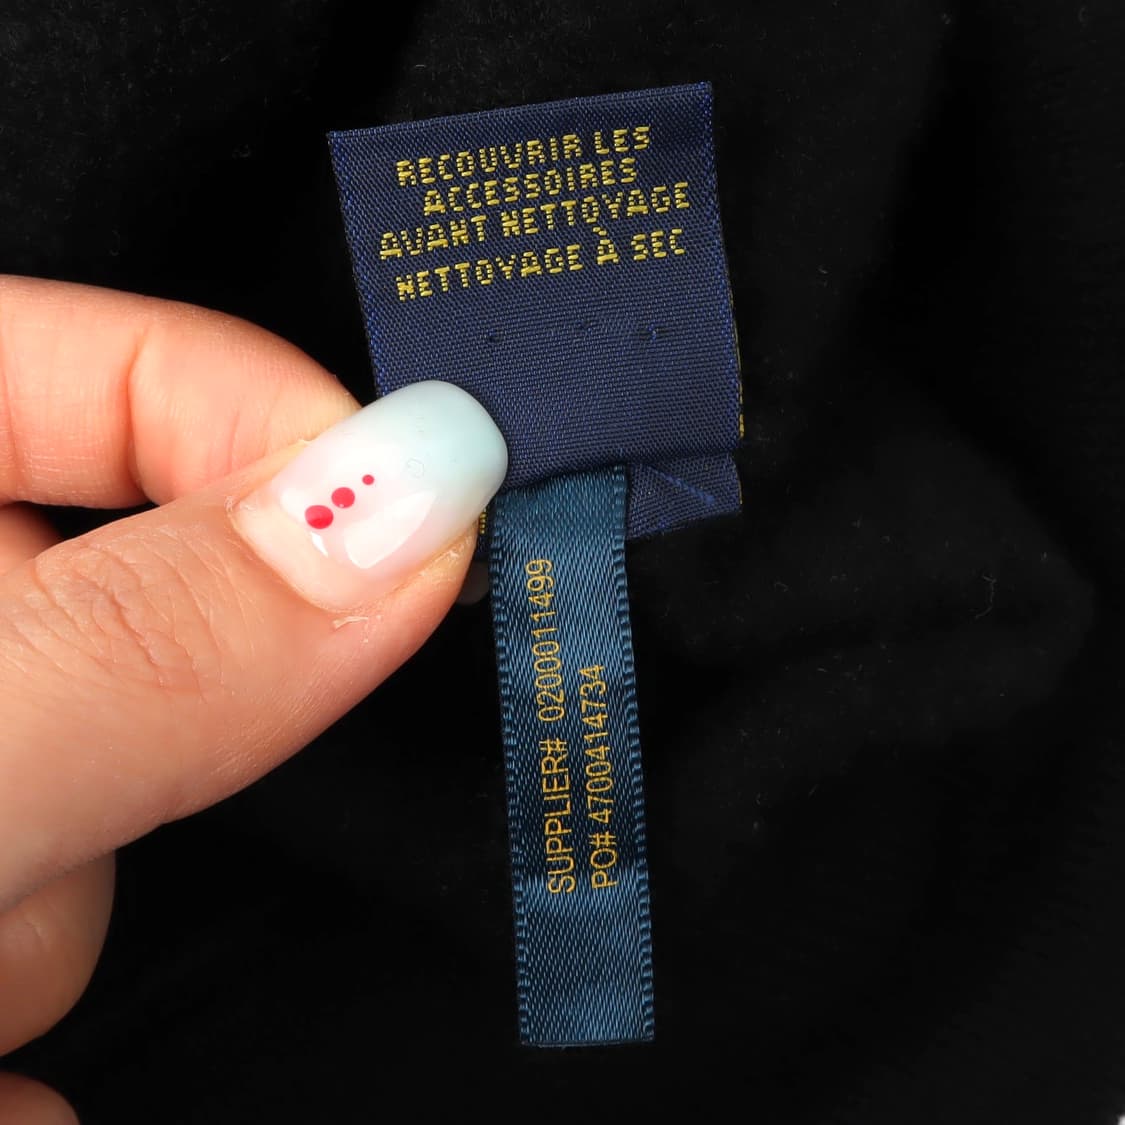 RECOUVRIR LES
ACCESSOIRES
AVANT NETTOYAGE
NETTOYAGE À SEC
SUPPLIER# 0200011499
PO# 4700414734